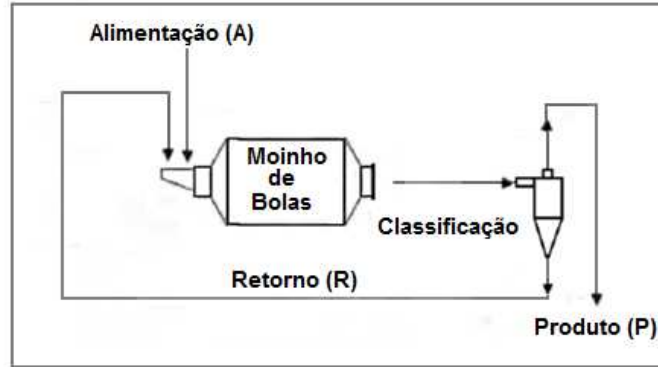 Alimentação (A)
Moinho
de
Bolas
Classificação
Retorno (R)
Produto (P)